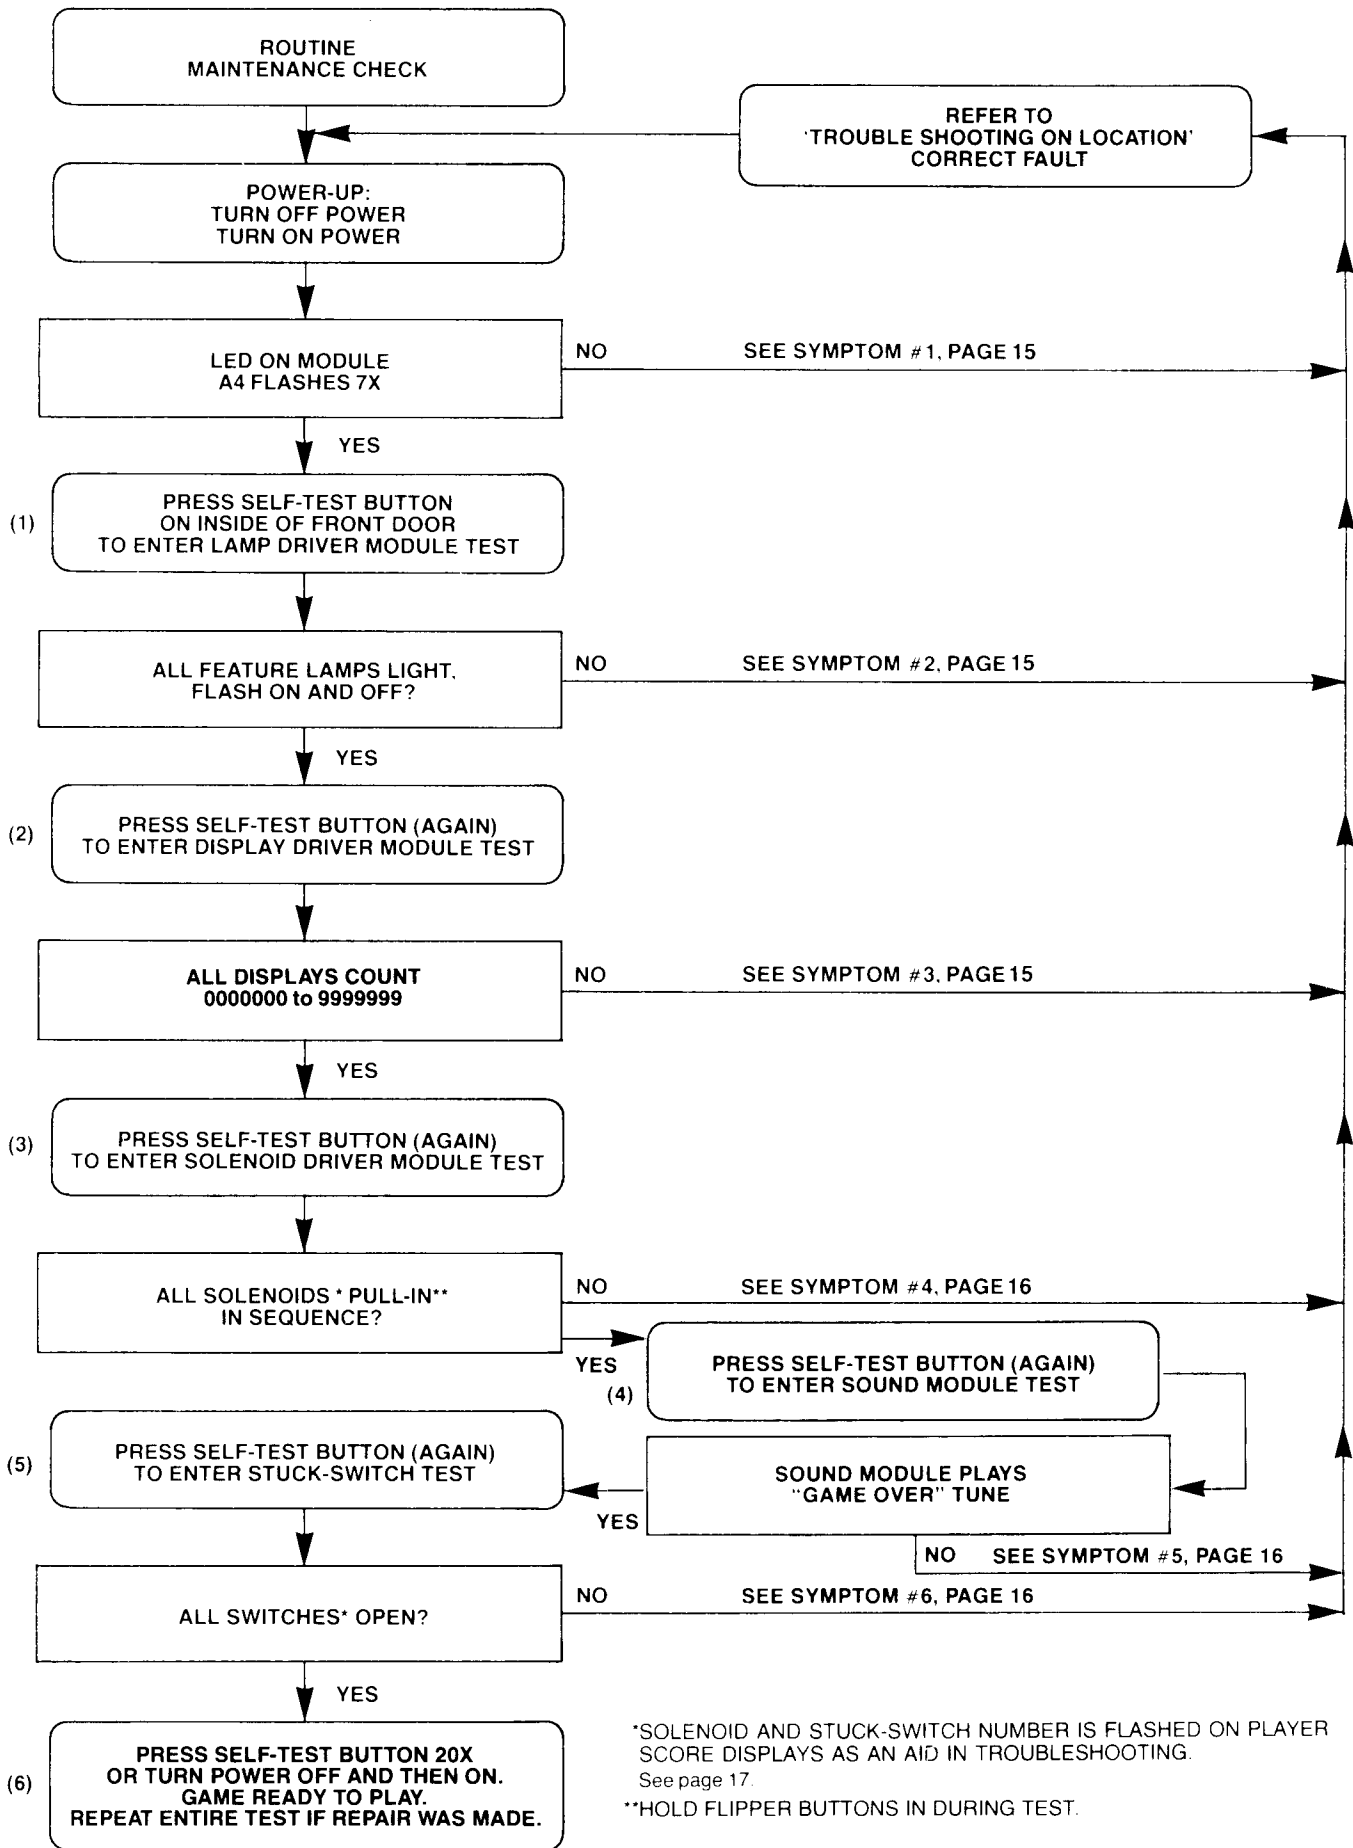 ROUTINE
MAINTENANCE CHECK
REFER TO
'TROUBLE SHOOTING ON LOCATION'
CORRECT FAULT
POWER-UP:
TURN OFF POWER
TURN ON POWER
LED ON MODULE
A4 FLASHES 7X
NO
SEE SYMPTOM #1, PAGE 15
YES
(1)
PRESS SELF-TEST BUTTON
ON INSIDE OF FRONT DOOR
TO ENTER LAMP DRIVER MODULE TEST
ALL FEATURE LAMPS LIGHT,
FLASH ON AND OFF?
NO
SEE SYMPTOM #2, PAGE 15
YES
(2)
PRESS SELF-TEST BUTTON (AGAIN)
TO ENTER DISPLAY DRIVER MODULE TEST
ALL DISPLAYS COUNT
0000000 to 9999999
NO
SEE SYMPTOM #3, PAGE 15
YES
(3)
PRESS SELF-TEST BUTTON (AGAIN)
TO ENTER SOLENOID DRIVER MODULE TEST
ALL SOLENOIDS * PULL-IN**
IN SEQUENCE?
NO
SEE SYMPTOM #4, PAGE 16
YES
(4)
PRESS SELF-TEST BUTTON (AGAIN)
TO ENTER SOUND MODULE TEST
(5)
PRESS SELF-TEST BUTTON (AGAIN)
TO ENTER STUCK-SWITCH TEST
SOUND MODULE PLAYS
"GAME OVER" TUNE
YES
NO
SEE SYMPTOM #5, PAGE 16
ALL SWITCHES* OPEN?
NO
SEE SYMPTOM #6, PAGE 16
YES
(6)
PRESS SELF-TEST BUTTON 20X
OR TURN POWER OFF AND THEN ON.
GAME READY TO PLAY.
REPEAT ENTIRE TEST IF REPAIR WAS MADE.
*SOLENOID AND STUCK-SWITCH NUMBER IS FLASHED ON PLAYER
SCORE DISPLAYS AS AN AID IN TROUBLESHOOTING.
See page 17.
**HOLD FLIPPER BUTTONS IN DURING TEST.